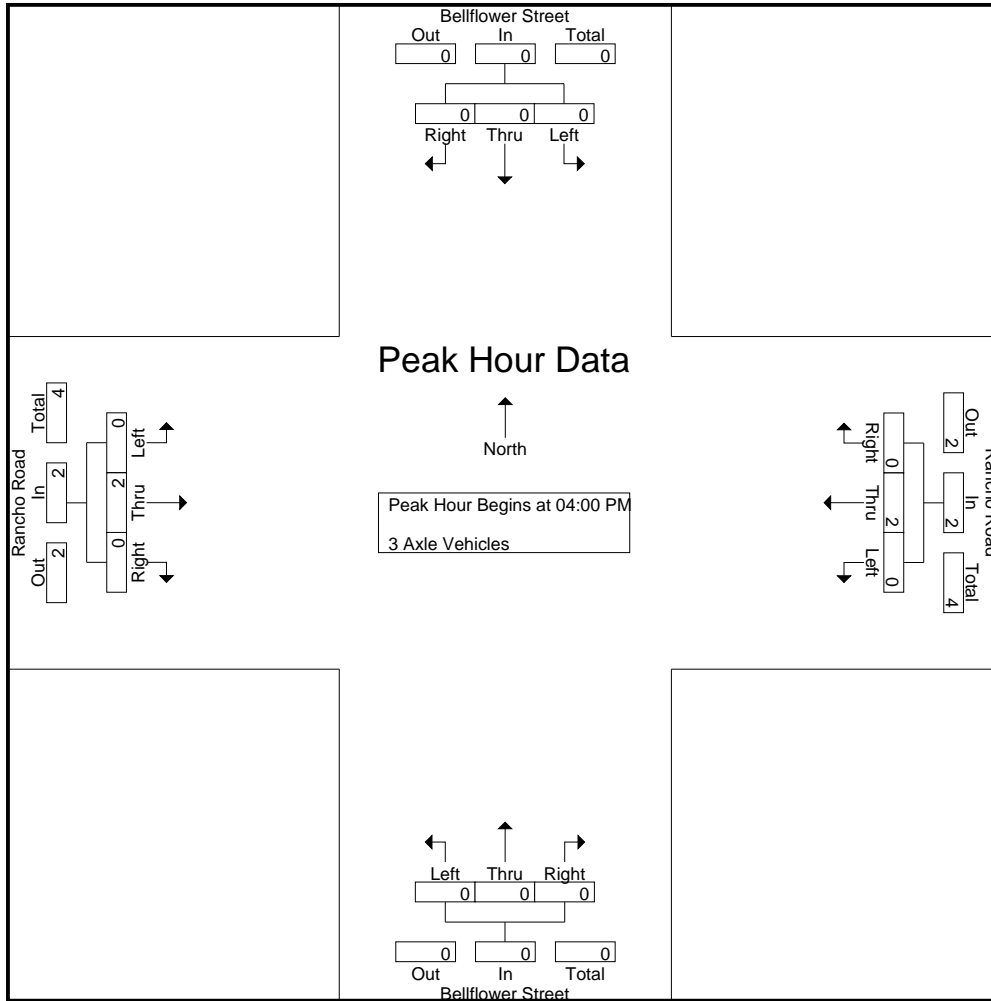 Bellflower Street
Out In Total
0 0 0
0 0 0
Right Thru Left
Peak Hour Data
North
Peak Hour Begins at 04:00 PM
3 Axle Vehicles
Rancho Road
Total In Out
4 2 2
0 2 0
Left Thru Right
Rancho Road
Out In Total
2 2 4
0 2 0
Right Thru Left
Left Thru Right
0 0 0
0 0 0
Out In Total
Bellflower Street